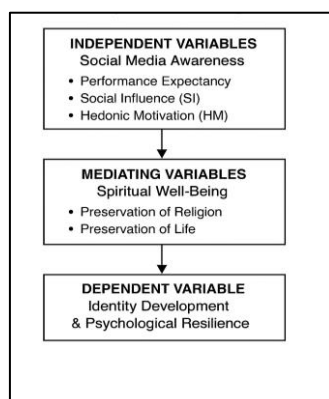 INDEPENDENT VARIABLES
Social Media Awareness
• Performance Expectancy
• Social Influence (SI)
• Hedonic Motivation (HM)
MEDIATING VARIABLES
Spiritual Well-Being
• Preservation of Religion
• Preservation of Life
DEPENDENT VARIABLE
Identity Development
& Psychological Resilience